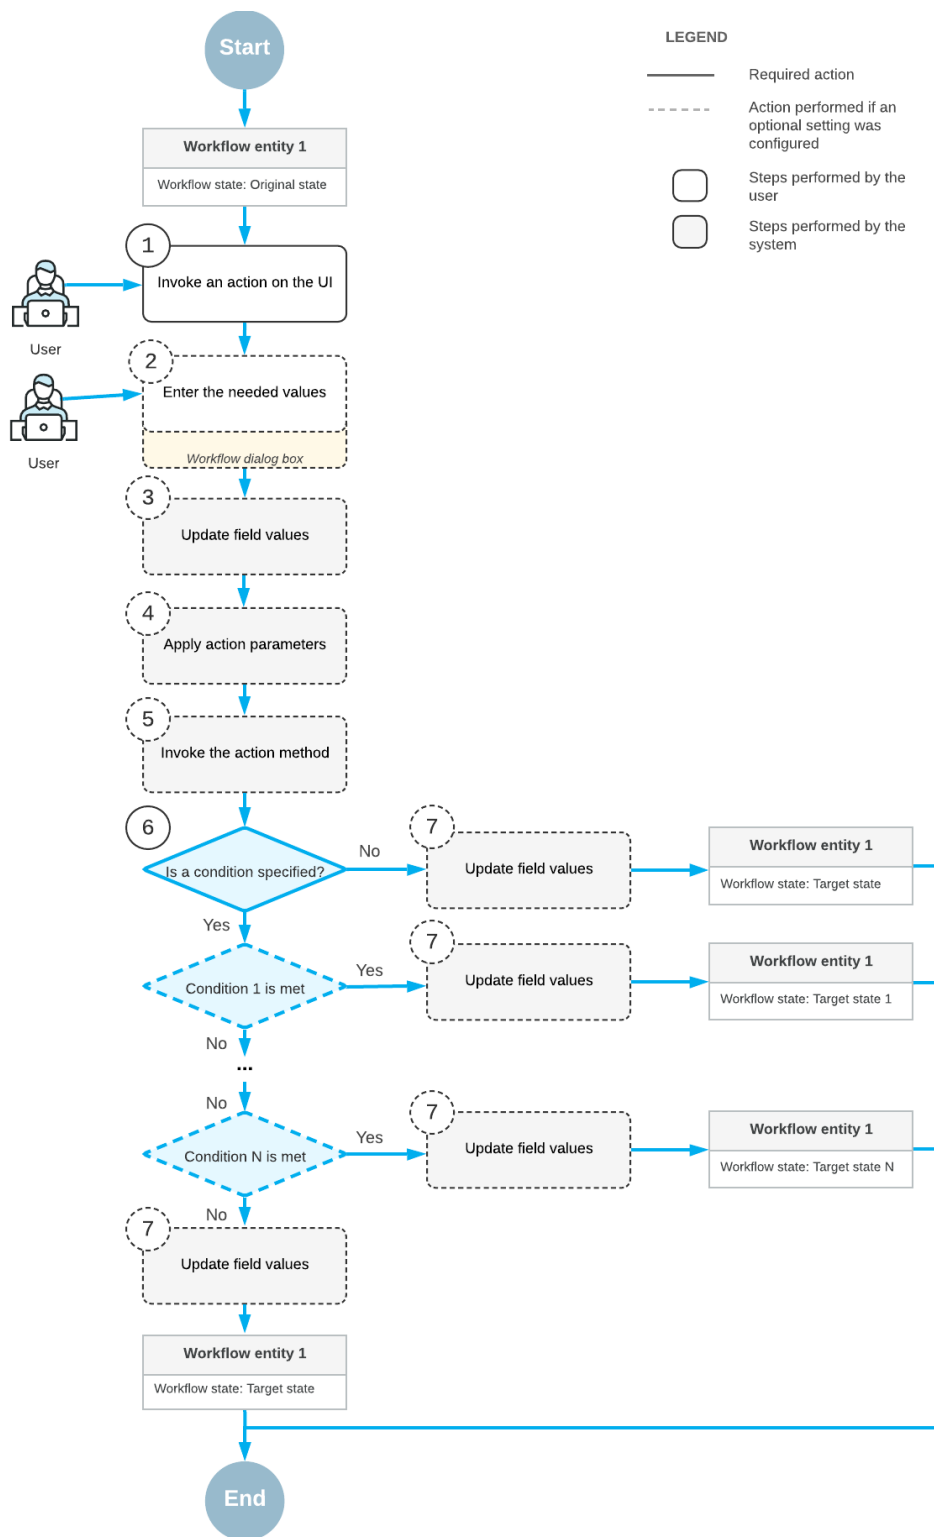 Start
LEGEND
Required action
Action performed if an
optional setting was
configured
Steps performed by the
user
Steps performed by the
system
Workflow entity 1
Workflow state: Original state
1
Invoke an action on the UI
User
2
Enter the needed values
Workflow dialog box
User
3
Update field values
4
Apply action parameters
5
Invoke the action method
6
Is a condition specified?
No
7
Update field values
Workflow entity 1
Workflow state: Target state
Yes
Condition 1 is met
Yes
7
Update field values
Workflow entity 1
Workflow state: Target state 1
No
...
No
Condition N is met
Yes
7
Update field values
Workflow entity 1
Workflow state: Target state N
No
7
Update field values
Workflow entity 1
Workflow state: Target state
End